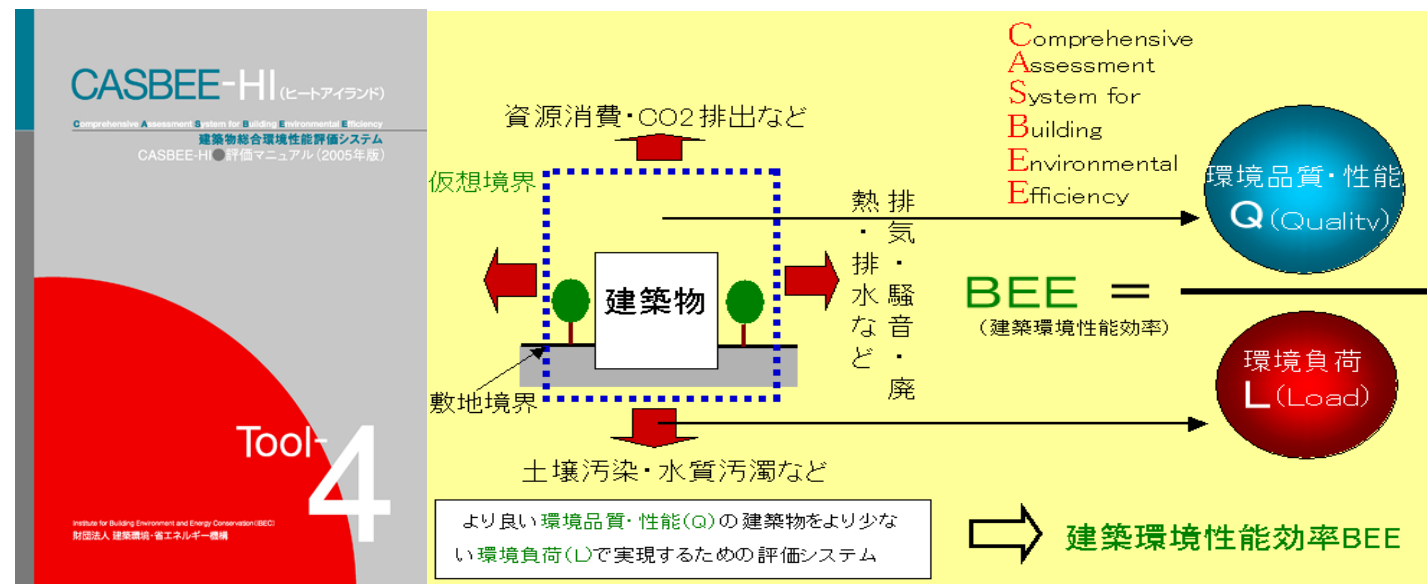 CASBEE-HI(ヒートアイランド)
Comprehensive Assessment System for Building Environmental Efficiency
建築物総合環境性能評価システム
CASBEE-HI●評価マニュアル(2005年版)
Tool-4
Institute for Building Environment and Energy Conservation(IBEC)
財団法人 建築環境・省エネルギー機構
資源消費・CO2排出など
仮想境界
建築物
敷地境界
土壌汚染・水質汚濁など
排気・騒音・廃
熱・排水など
Comprehensive
Assessment
System for
Building
Environmental
Efficiency
環境品質・性能
Q(Quality)
BEE =
(建築環境性能効率)
環境負荷
L(Load)
より良い環境品質・性能(Q)の建築物をより少な
い環境負荷(L)で実現するための評価システム
建築環境性能効率BEE